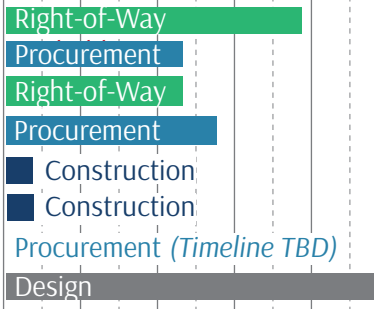 Right-of-Way
Procurement
Right-of-Way
Procurement
Construction
Construction
Procurement (Timeline TBD)
Design